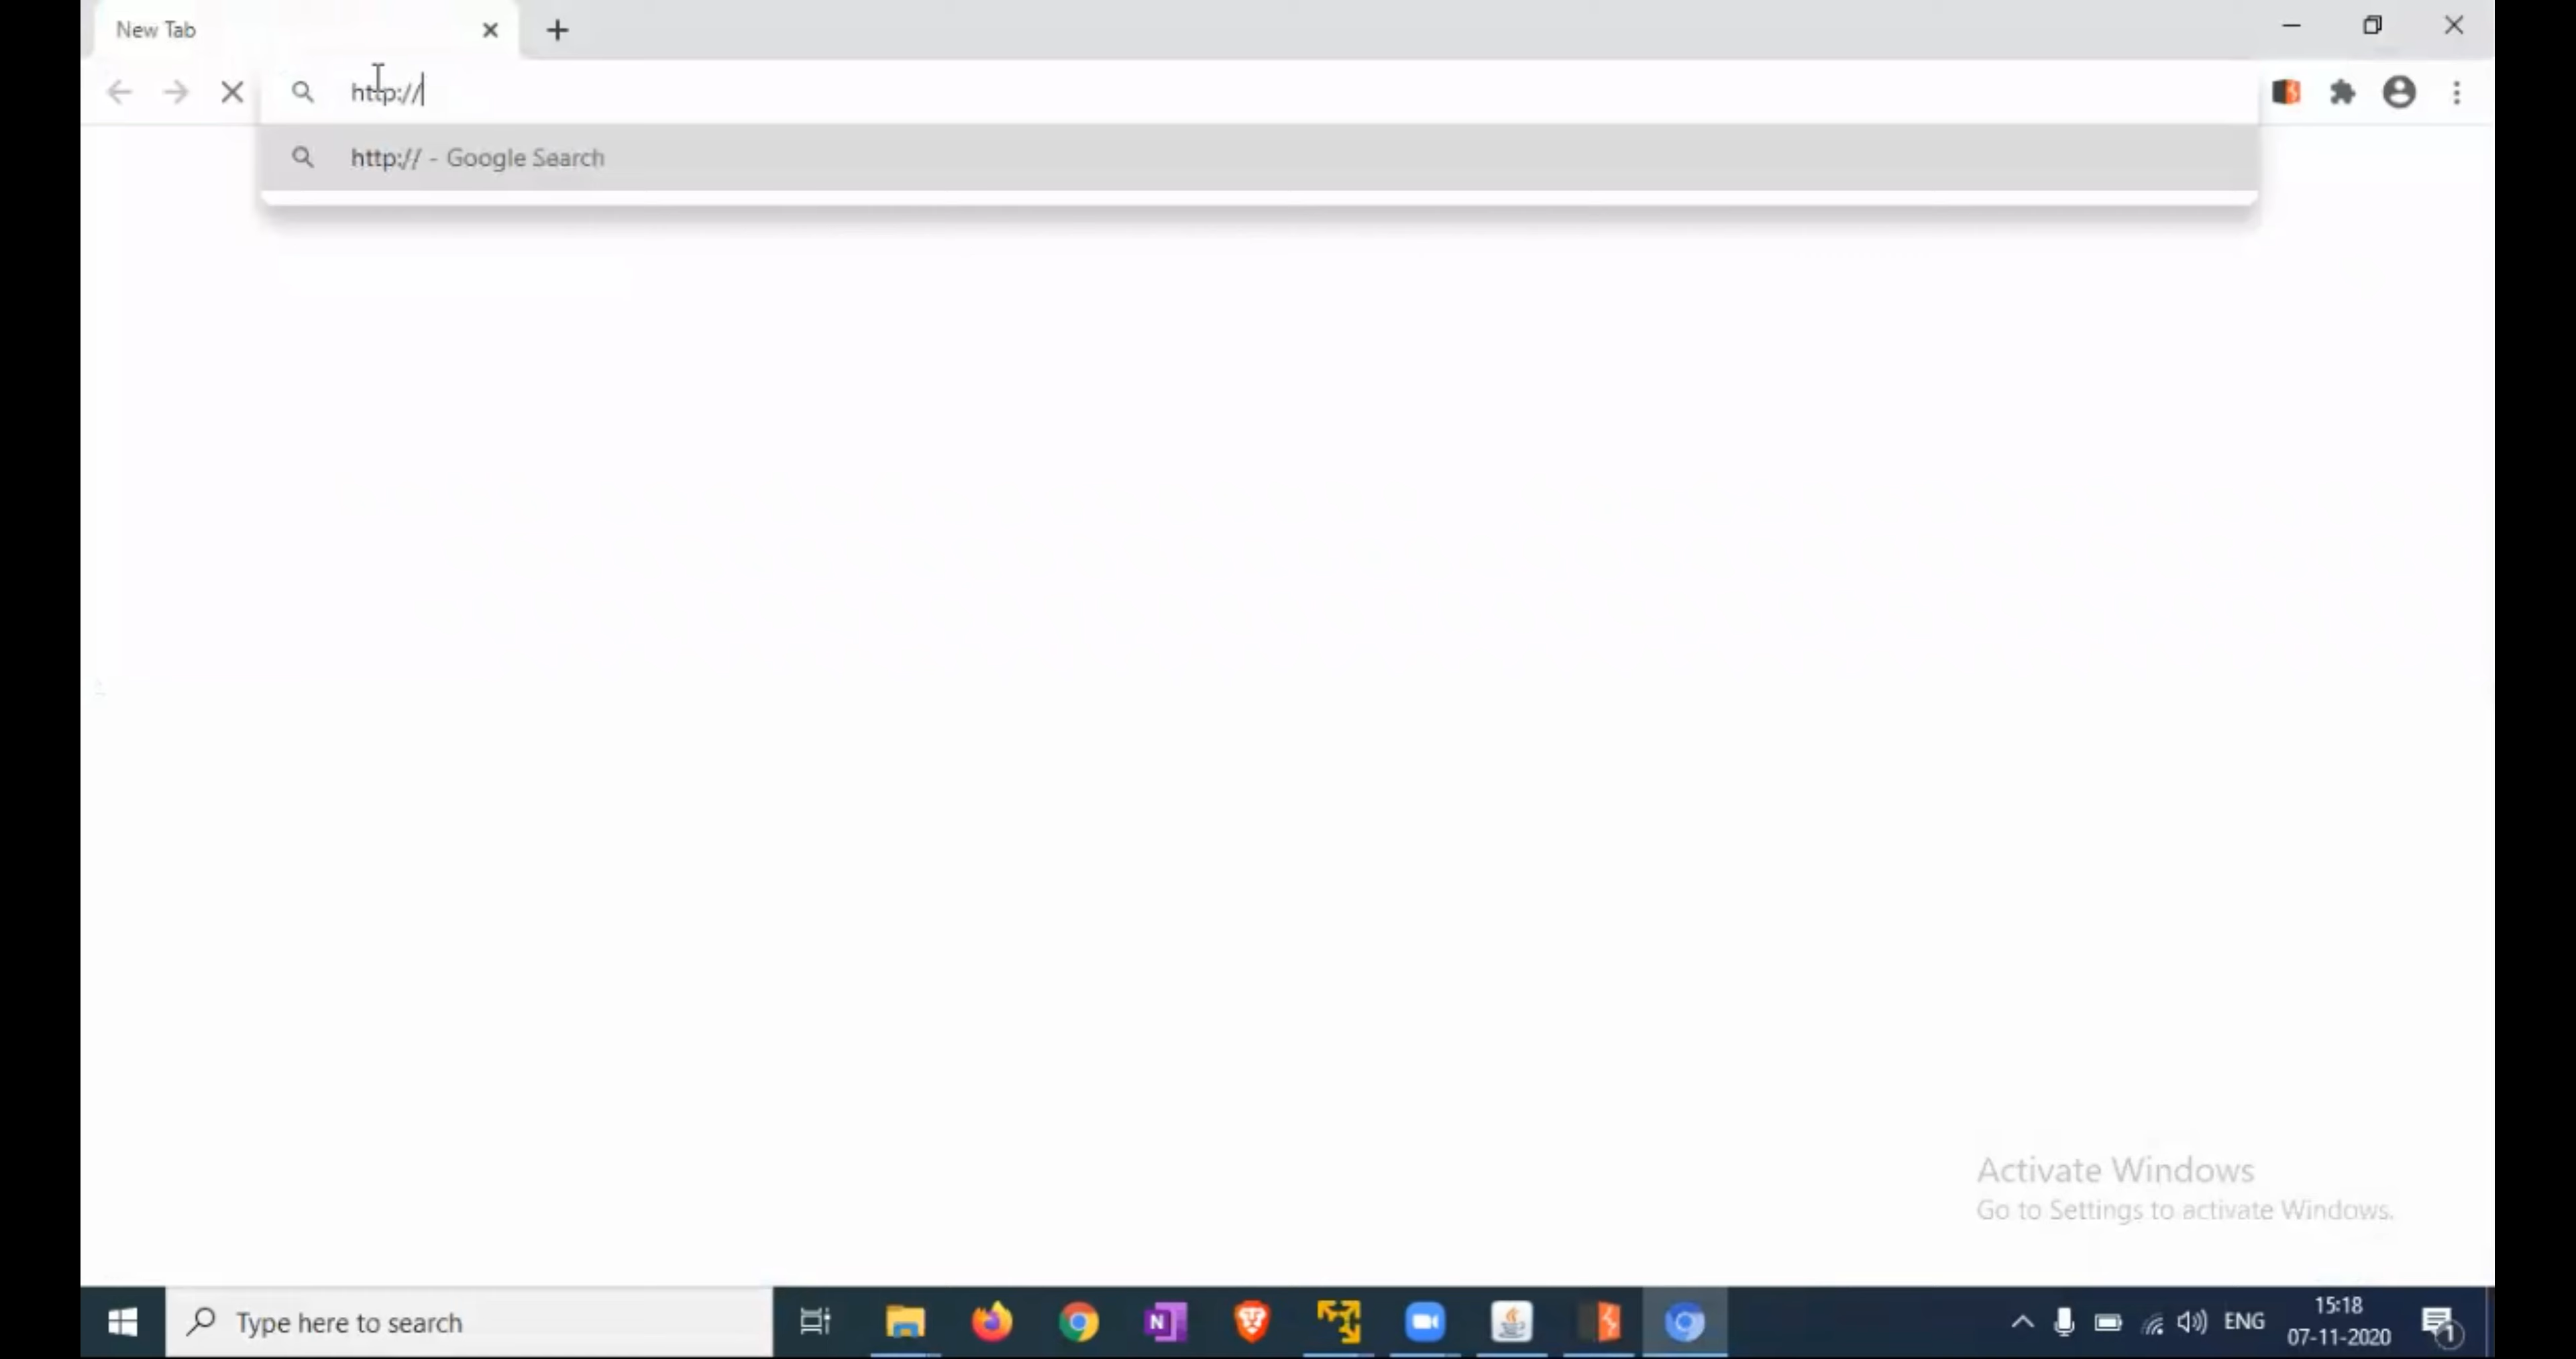 New Tab
http://
http:// - Google Search
Activate Windows
Go to Settings to activate Windows.
Type here to search
N
ENG
15:18
07-11-2020
1